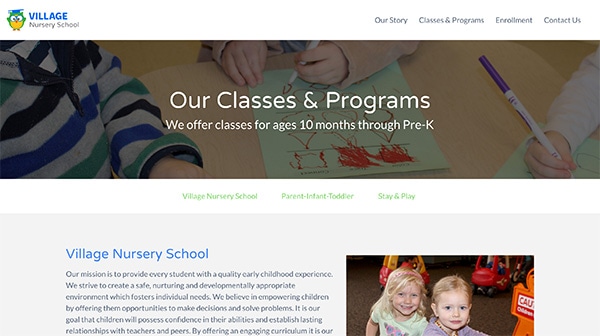 VILLAGE
Nursery School
Our Story Classes & Programs Enrollment Contact Us
Our Classes & Programs
We offer classes for ages 10 months through Pre-K
Village Nursery School Parent-Infant-Toddler Stay & Play
Village Nursery School
Our mission is to provide every student with a quality early childhood experience.
We strive to create a safe, nurturing and developmentally appropriate
environment which fosters individual needs. We believe in empowering children
by offering them opportunities to make decisions and solve problems. It is our
goal that children will possess confidence in their abilities and establish lasting
relationships with teachers and peers. By offering an engaging curriculum it is our